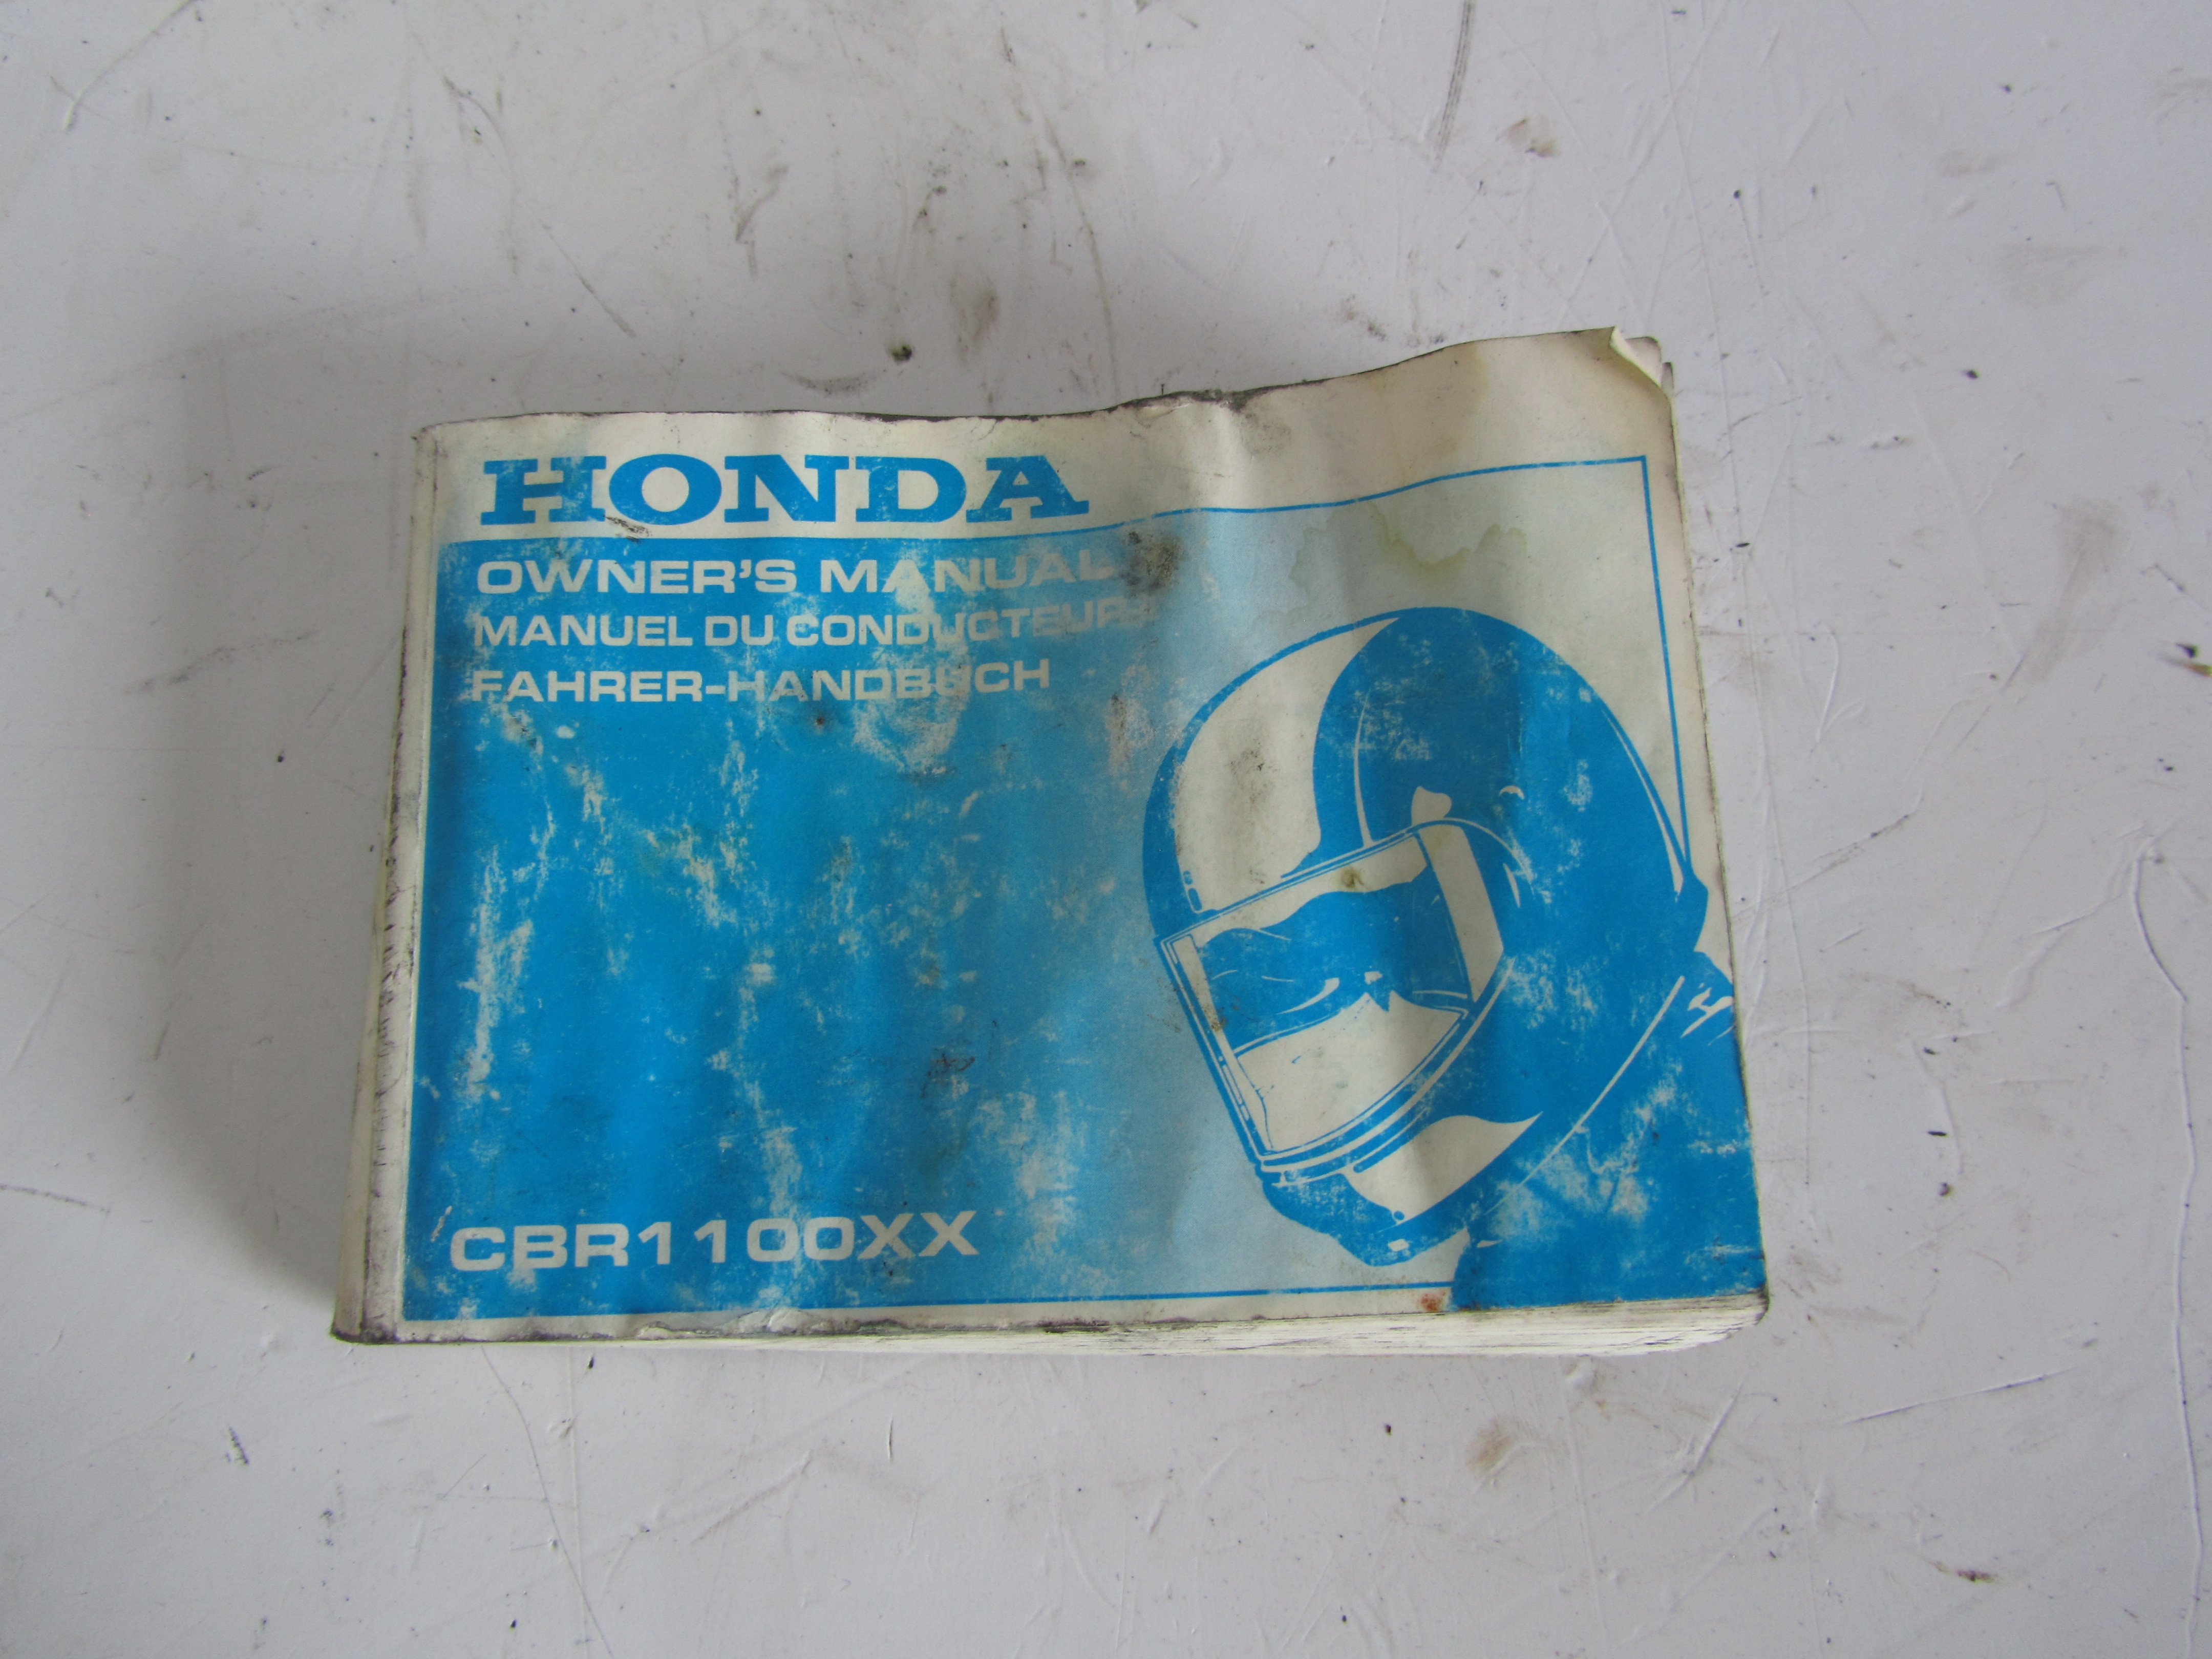 HONDA
OWNER'S MANUAL
MANUEL DU CONDUCTEUR
FAHRER-HANDBUCH
CBR1100XX